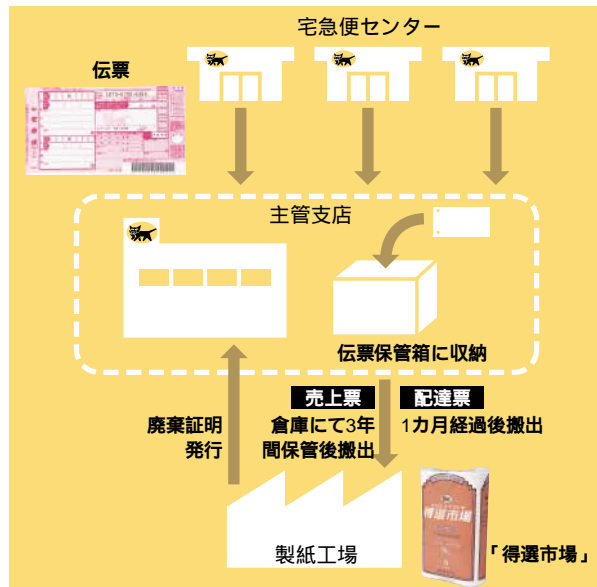 宅急便センター
伝票
主管支店
伝票保管箱に収納
売上票
配達票
廃棄証明
発行
倉庫にて3年
間保管後搬出
1カ月経過後搬出
製紙工場
得選市場
「得選市場」